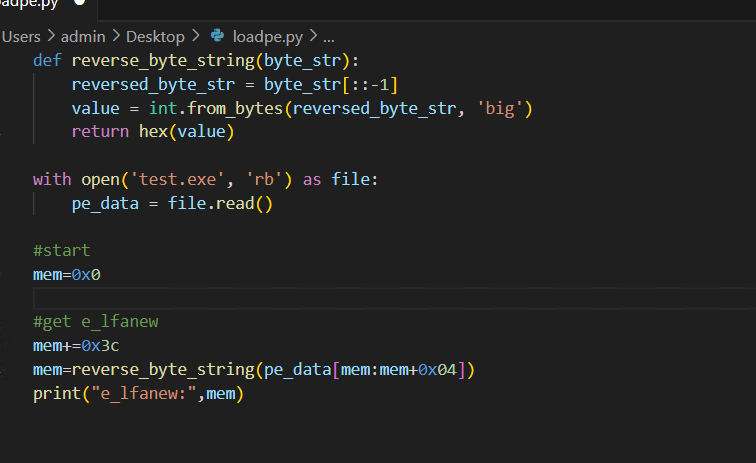 loadpe.py
Users > admin > Desktop > loadpe.py > ...
def reverse_byte_string(byte_str):
    reversed_byte_str = byte_str[::-1]
    value = int.from_bytes(reversed_byte_str, 'big')
    return hex(value)
with open('test.exe', 'rb') as file:
    pe_data = file.read()
#start
mem=0x0
#get e_lfanew
mem+=0x3c
mem=reverse_byte_string(pe_data[mem:mem+0x04])
print("e_lfanew:",mem)